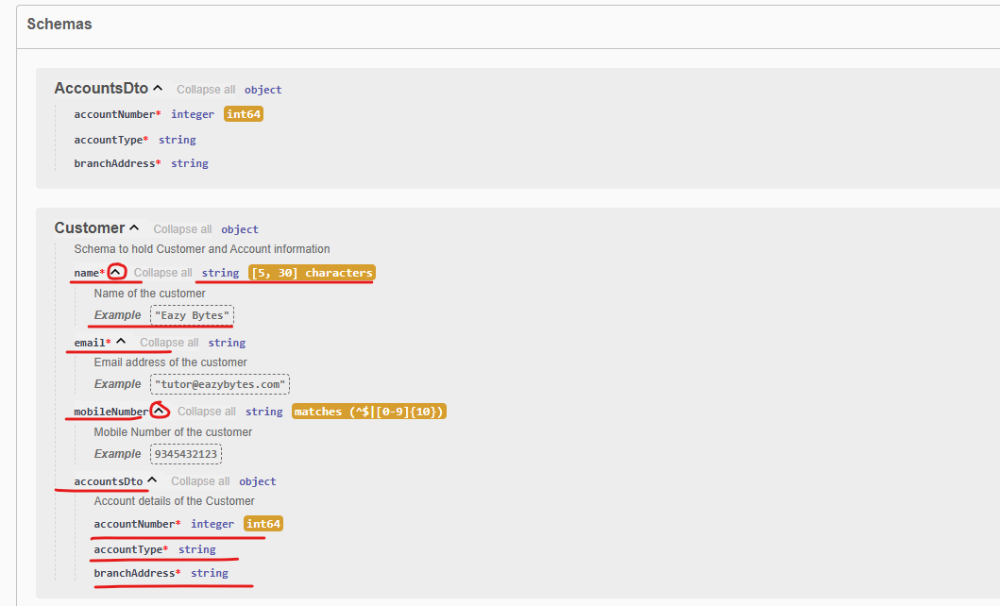 Schemas
AccountsDto Collapse all object
accountNumber* integer int64
accountType* string
branchAddress* string
Customer Collapse all object
Schema to hold Customer and Account information
name* Collapse all string [5, 30] characters
Name of the customer
Example "Eazy Bytes"
email* Collapse all string
Email address of the customer
Example "tutor@eazybytes.com"
mobileNumber Collapse all string matches (^$|[0-9]{10})
Mobile Number of the customer
Example 9345432123
accountsDto Collapse all object
Account details of the Customer
accountNumber* integer int64
accountType* string
branchAddress* string